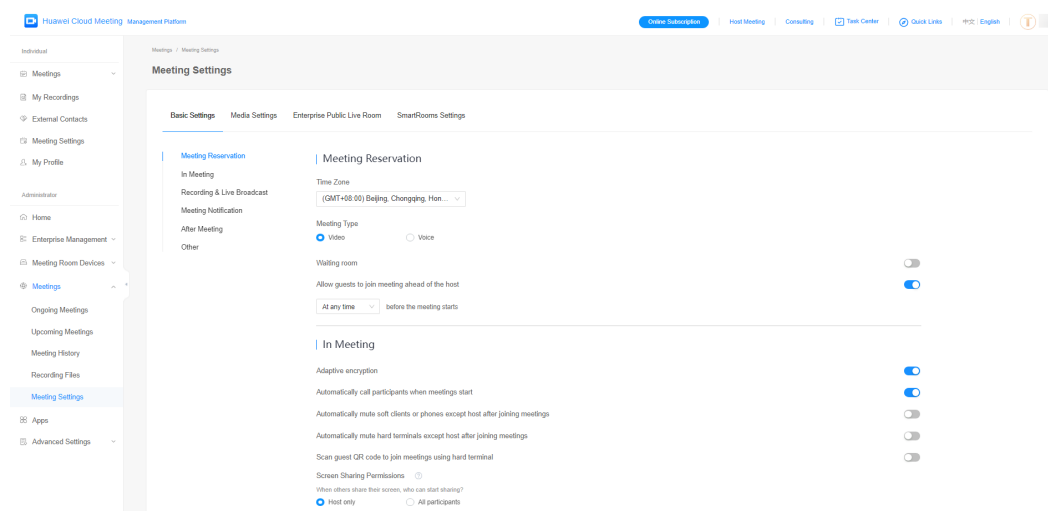 Huawei Cloud Meeting Management Platform
Online Subscription Host Meeting Consulting Task Center Quick Links 中文 English
Individual
Meetings
My Recordings
External Contacts
Meeting Settings
My Profile
Administrator
Home
Enterprise Management
Meeting Room Devices
Meetings
Ongoing Meetings
Upcoming Meetings
Meeting History
Recording Files
Meeting Settings
Apps
Advanced Settings
Meetings / Meeting Settings
Meeting Settings
Basic Settings Media Settings Enterprise Public Live Room SmartRooms Settings
Meeting Reservation
In Meeting
Recording & Live Broadcast
Meeting Notification
After Meeting
Other
Meeting Reservation
Time Zone
(GMT+08:00) Beijing, Chongqing, Hon...
Meeting Type
Video Voice
Waiting room
Allow guests to join meeting ahead of the host
At any time before the meeting starts
In Meeting
Adaptive encryption
Automatically call participants when meetings start
Automatically mute soft clients or phones except host after joining meetings
Automatically mute hard terminals except host after joining meetings
Scan guest QR code to join meetings using hard terminal
Screen Sharing Permissions ?
When others share their screen, who can start sharing?
Host only All participants